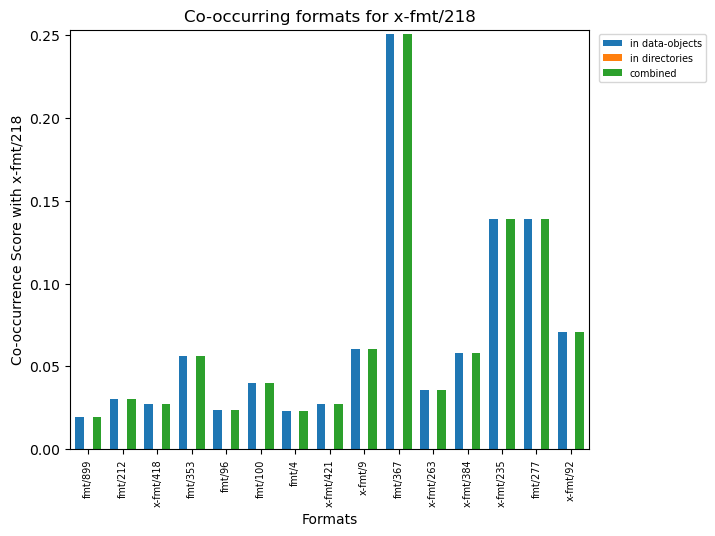 Co-occurring formats for x-fmt/218
in data-objects
in directories
combined
Co-occurrence Score with x-fmt/218
0.25
0.20
0.15
0.10
0.05
0.00
fmt/899
fmt/212
x-fmt/418
fmt/353
fmt/96
fmt/100
fmt/4
x-fmt/421
x-fmt/9
fmt/367
x-fmt/263
x-fmt/384
x-fmt/235
fmt/277
x-fmt/92
Formats